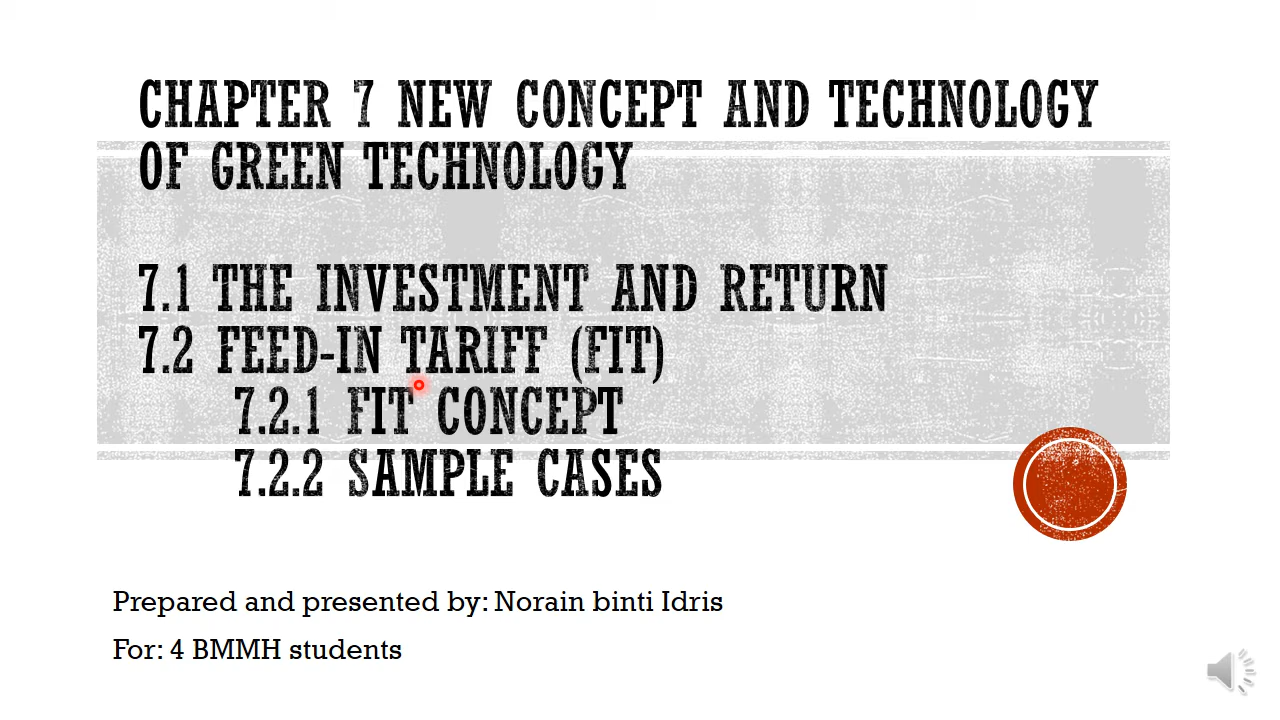 CHAPTER 7 NEW CONCEPT AND TECHNOLOGY
OF GREEN TECHNOLOGY
7.1 THE INVESTMENT AND RETURN
7.2 FEED-IN TARIFF (FIT)
7.2.1 FIT CONCEPT
7.2.2 SAMPLE CASES
Prepared and presented by: Norain binti Idris
For: 4 BMMH students